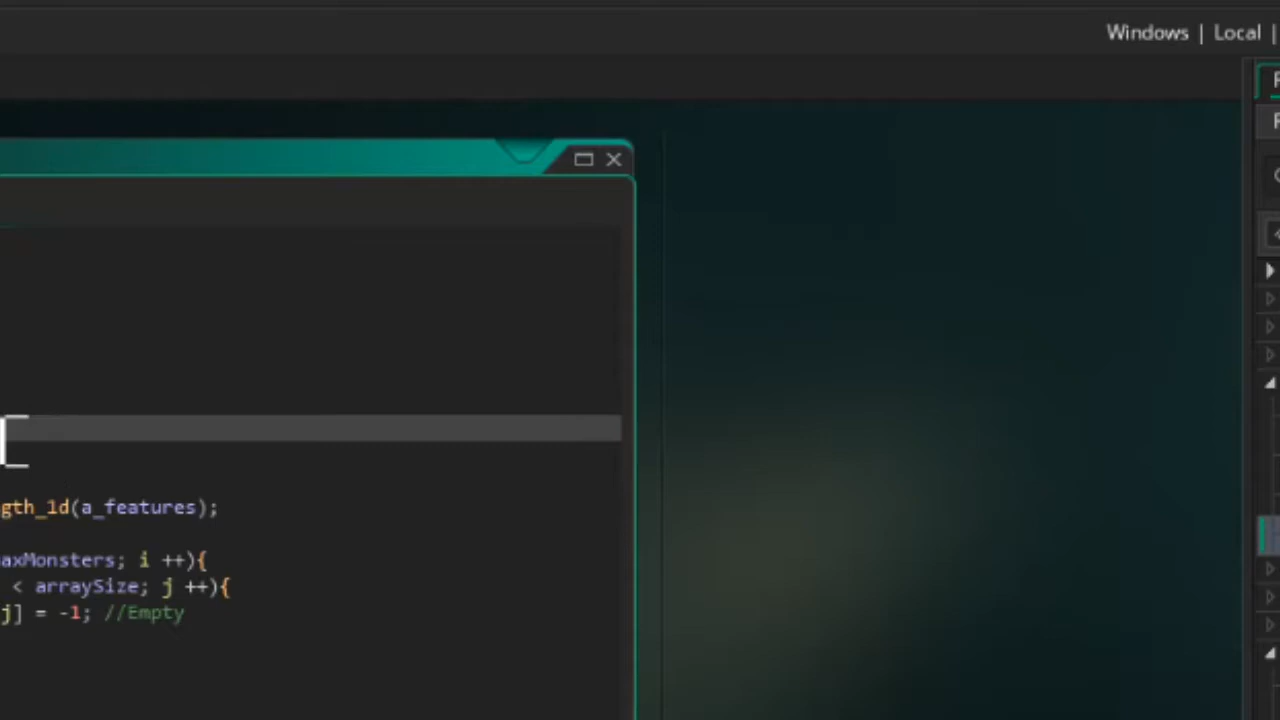 Windows | Local |
gth_1d(a_features);
axMonsters; i ++){
< arraySize; j ++){
j] = -1; //Empty